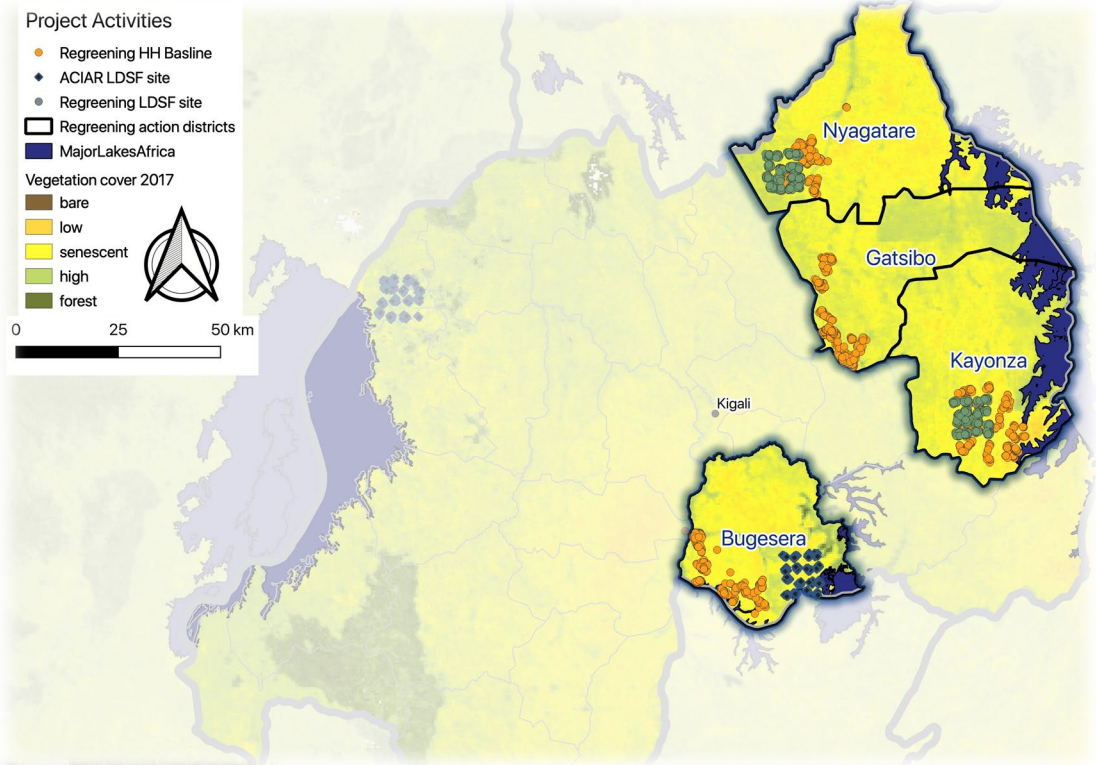 Project Activities
Regreening HH Basline
ACIAR LDSF site
Regreening LDSF site
Regreening action districts
MajorLakesAfrica
Vegetation cover 2017
bare
low
senescent
high
forest
0 25 50 km
Nyagatare
Gatsibo
Kayonza
Kigali
Bugesera